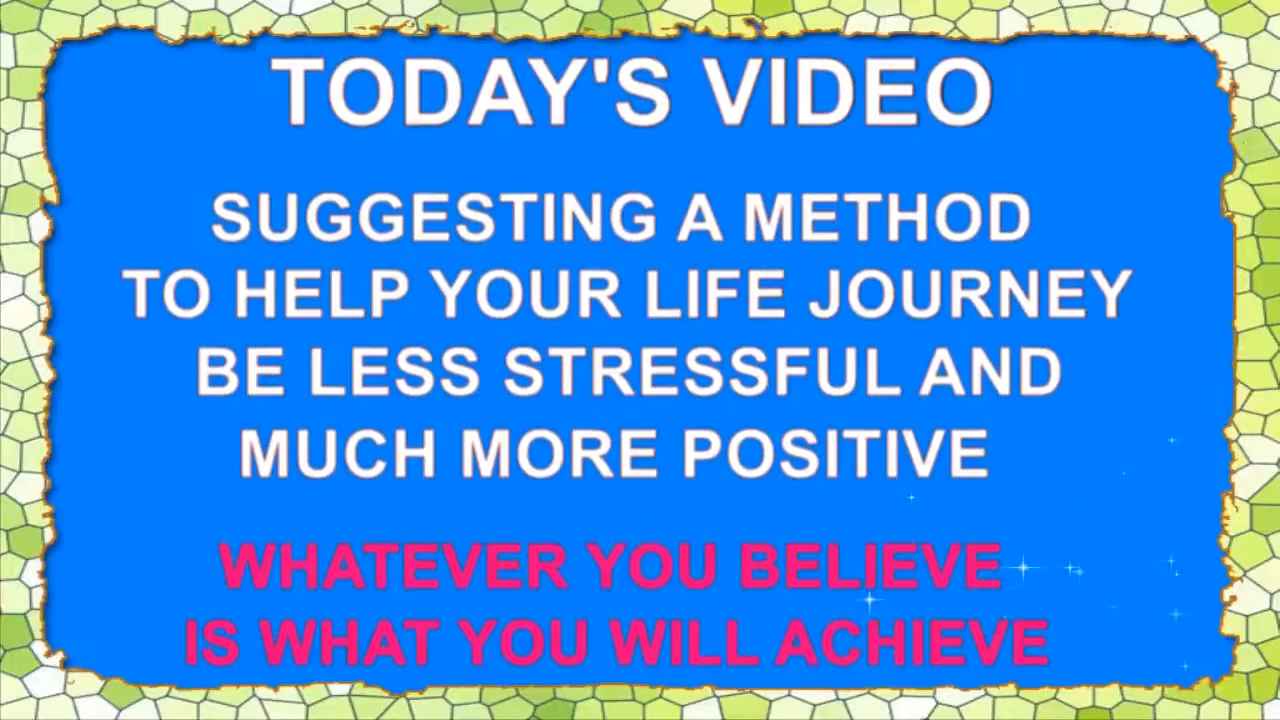 TODAY'S VIDEO
SUGGESTING A METHOD
TO HELP YOUR LIFE JOURNEY
BE LESS STRESSFUL AND
MUCH MORE POSITIVE
WHATEVER YOU BELIEVE
IS WHAT YOU WILL ACHIEVE